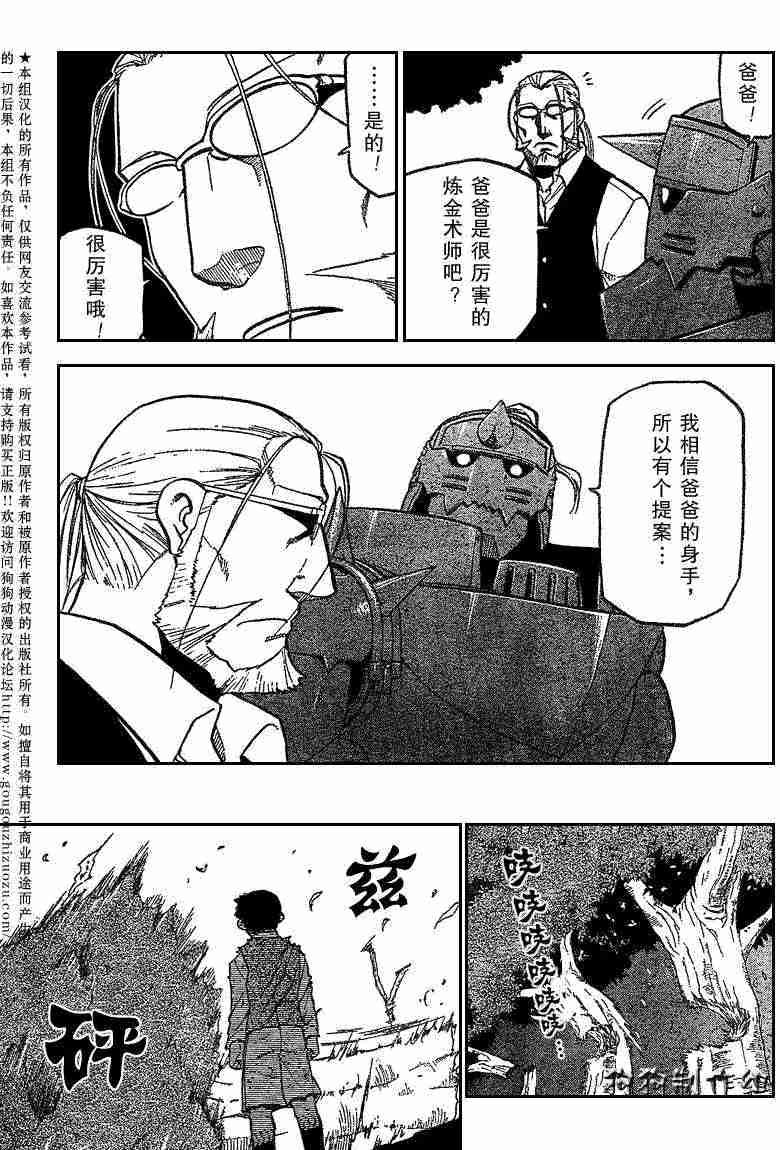 爸爸！
爸爸是很厉害的
炼金术师吧？
……是的！
很厉害哦！
我相信爸爸的身手，
所以有个提案…
吱吱吱吱吱吱…
兹
砰
狗狗制作组
★本组汉化的所有作品，仅供网友交流参考试看，所有版权归原作者和被原作者授权的出版社所有。如擅自将其用于商业用途而产生
的一切后果，本组不负任何责任。如喜欢本作品，请支持购买正版！！欢迎访问狗狗动漫汉化论坛http://www.gougouzhizuozu.com/